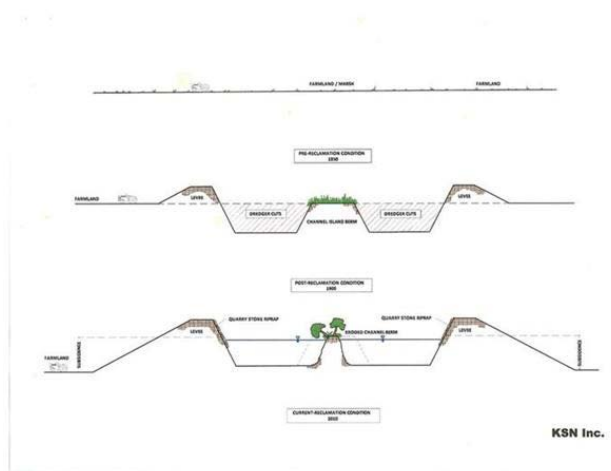 FARMLAND / MARSH
FARMLAND
PRE-RECLAMATION CONDITION
1850
FARMLAND
LEVEE
DREDGER CUTS
CHANNEL ISLAND BERM
DREDGER CUTS
LEVEE
POST-RECLAMATION CONDITION
QUARRY STONE RIPRAP
QUARRY STONE RIPRAP
LEVEE
ERODED CHANNEL BERM
LEVEE
FARMLAND
SUBSIDENCE
SUBSIDENCE
CURRENT-RECLAMATION CONDITION
KSN Inc.